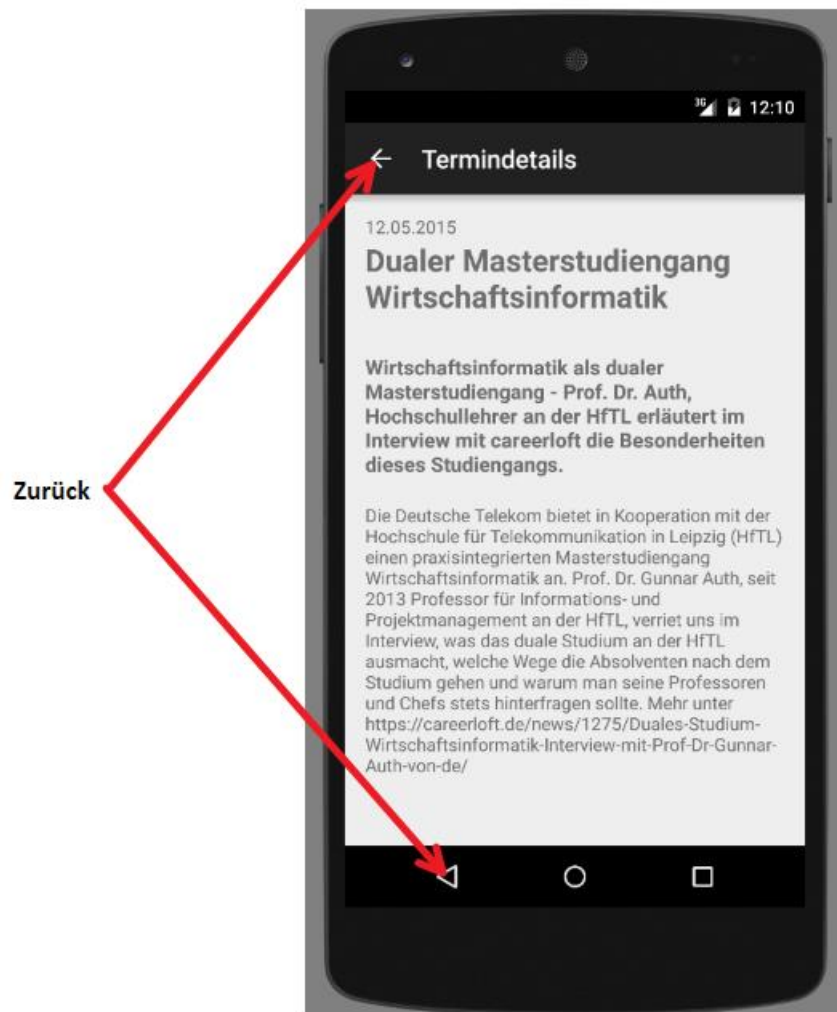 3G 12:10
Termindetails
12.05.2015
Dualer Masterstudiengang
Wirtschaftsinformatik
Wirtschaftsinformatik als dualer
Masterstudiengang - Prof. Dr. Auth,
Hochschullehrer an der HfTL erläutert im
Interview mit careerloft die Besonderheiten
dieses Studiengangs.
Zurück
Die Deutsche Telekom bietet in Kooperation mit der
Hochschule für Telekommunikation in Leipzig (HfTL)
einen praxisintegrierten Masterstudiengang
Wirtschaftsinformatik an. Prof. Dr. Gunnar Auth, seit
2013 Professor für Informations- und
Projektmanagement an der HfTL, verriet uns im
Interview, was das duale Studium an der HfTL
ausmacht, welche Wege die Absolventen nach dem
Studium gehen und warum man seine Professoren
und Chefs stets hinterfragen sollte. Mehr unter
https://careerloft.de/news/1275/Duales-Studium-
Wirtschaftsinformatik-Interview-mit-Prof-Dr-Gunnar-
Auth-von-de/